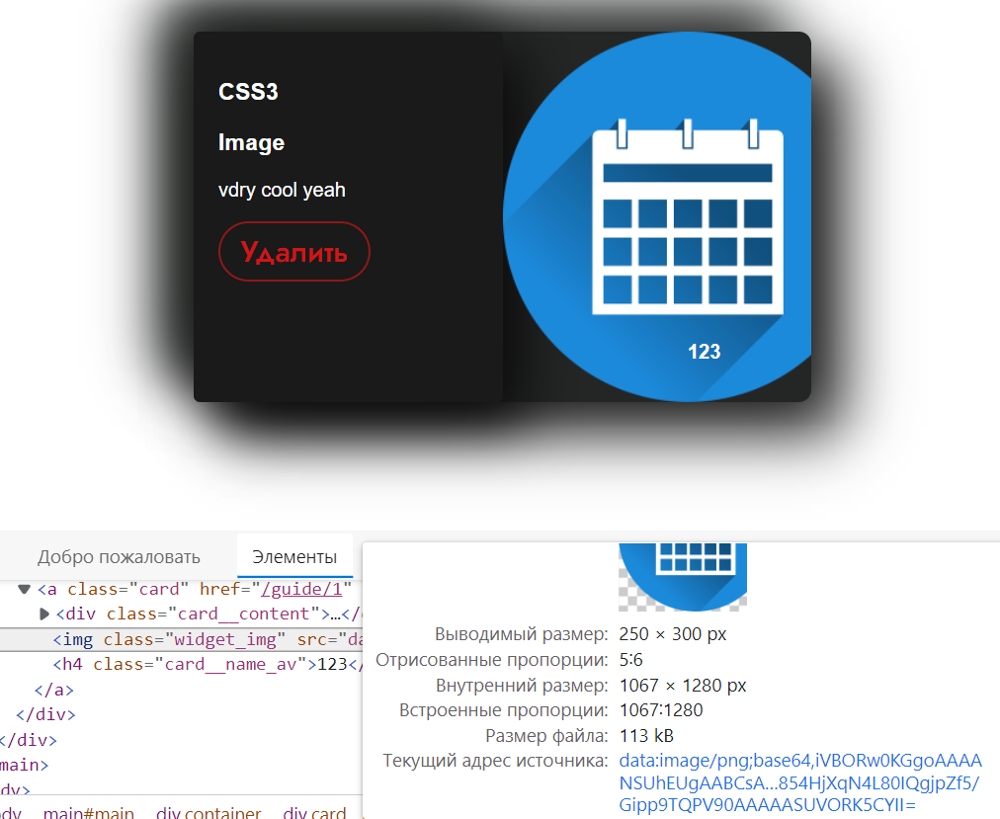 CSS3
Image
vdry cool yeah
Удалить
123
Добро пожаловать
Элементы
<a class="card" href="/guide/1"
<div class="card__content">…</
<img class="widget_img" src="da
<h4 class="card__name_av">123</
</a>
</div>
</div>
main>
dy>
dy main#main div.container div.card
Выводимый размер: 250 × 300 px
Отрисованные пропорции: 5:6
Внутренний размер: 1067 × 1280 px
Встроенные пропорции: 1067:1280
Размер файла: 113 kB
Текущий адрес источника: data:image/png;base64,iVBORw0KGgoAAAA
NSUhEUgAABCsA…854HjXqN4L80IQgjpZf5/
Gipp9TQPV90AAAAASUVORK5CYII=